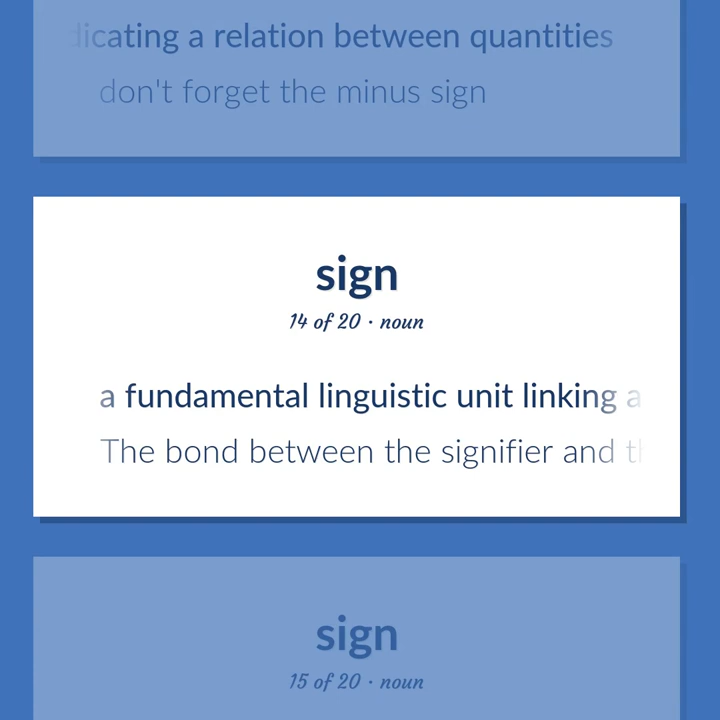 dicating a relation between quantities
don't forget the minus sign
sign
14 of 20 · noun
a fundamental linguistic unit linking a
The bond between the signifier and th
sign
15 of 20 · noun